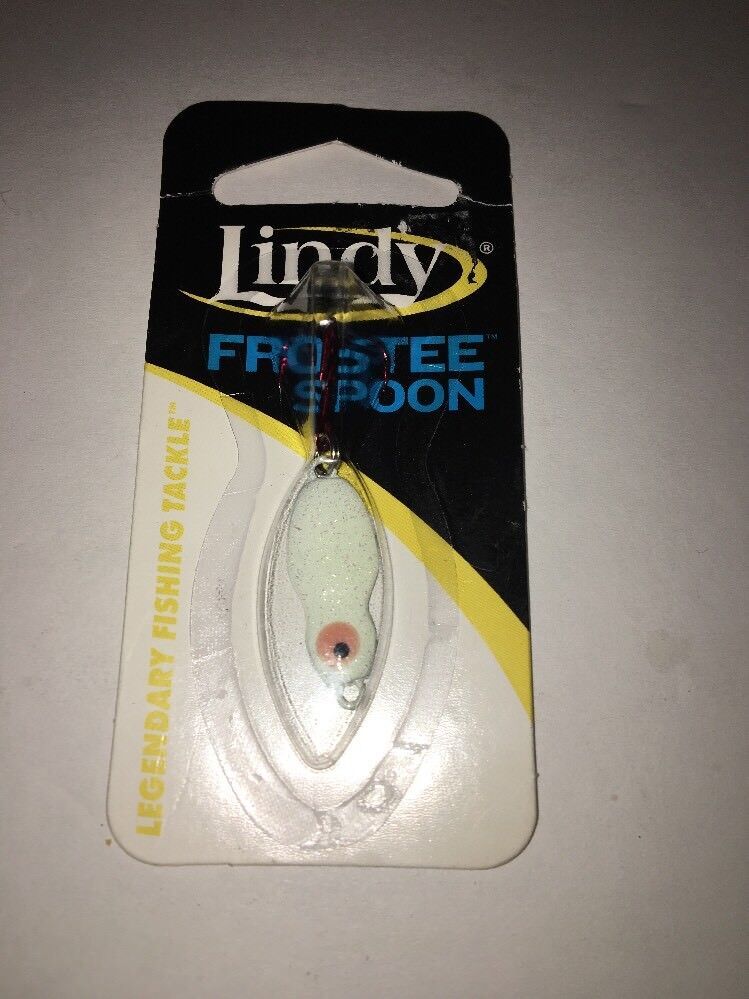 Lindy®
FROSTEE™
SPOON
LEGENDARY FISHING TACKLE™